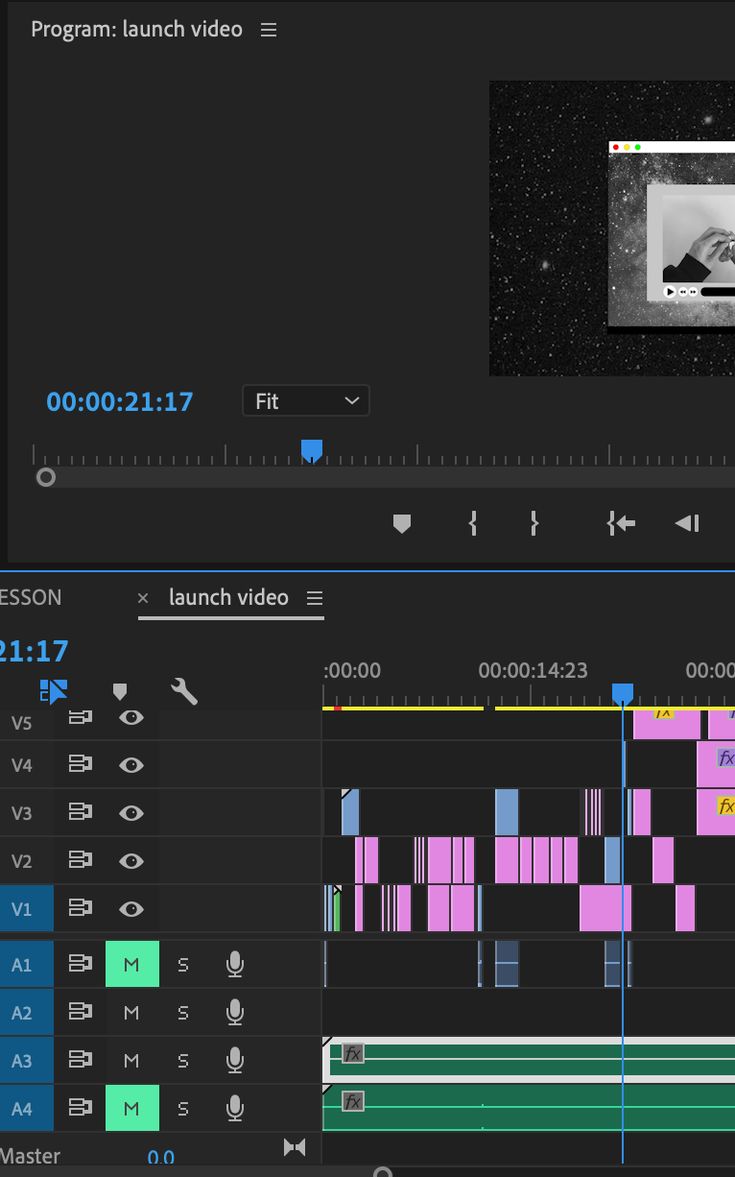 Program: launch video
00:00:21:17
Fit
ESSON
× launch video
21:17
:00:00
00:00:14:23
00:00
V5
fx
V4
fx
V3
fx
V2
V1
A1 M S
A2 M S
A3 M S fx
A4 M S fx
Master 0.0